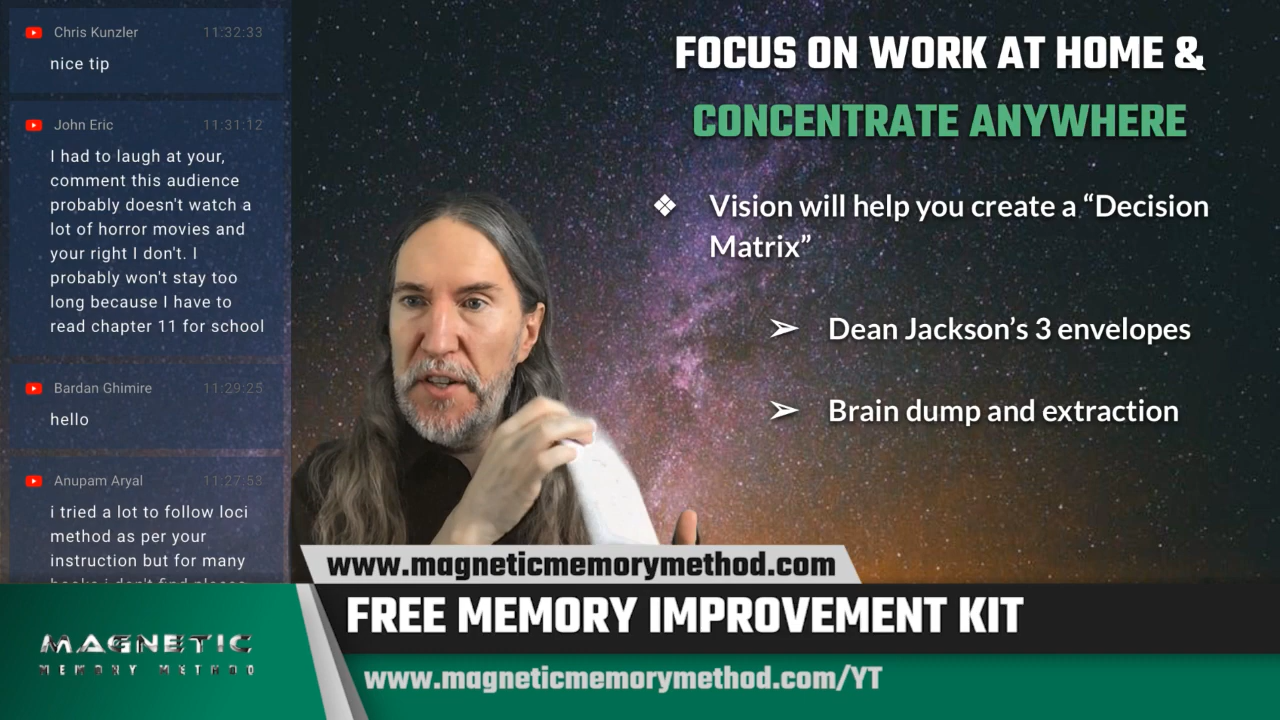 Chris Kunzler 11:32:33
nice tip
John Eric 11:31:12
I had to laugh at your,
comment this audience
probably doesn't watch a
lot of horror movies and
your right I don't. I
probably won't stay too
long because I have to
read chapter 11 for school
Bardan Ghimire 11:29:25
hello
Anupam Aryal 11:27:53
i tried a lot to follow loci
method as per your
instruction but for many
FOCUS ON WORK AT HOME &
CONCENTRATE ANYWHERE
❖ Vision will help you create a “Decision
Matrix”
➢ Dean Jackson’s 3 envelopes
➢ Brain dump and extraction
www.magneticmemorymethod.com
FREE MEMORY IMPROVEMENT KIT
www.magneticmemorymethod.com/YT
MAGNETIC
MEMORY METHOD